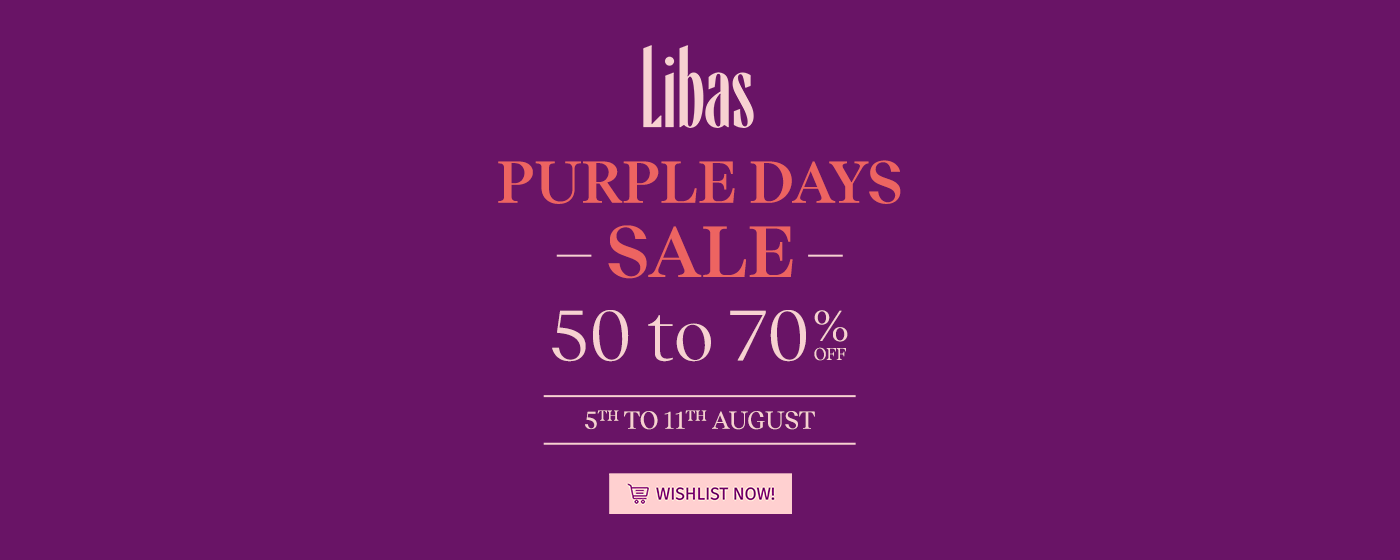 Libas
PURPLE DAYS
– SALE –
50 to 70% OFF
5TH TO 11TH AUGUST
WISHLIST NOW!